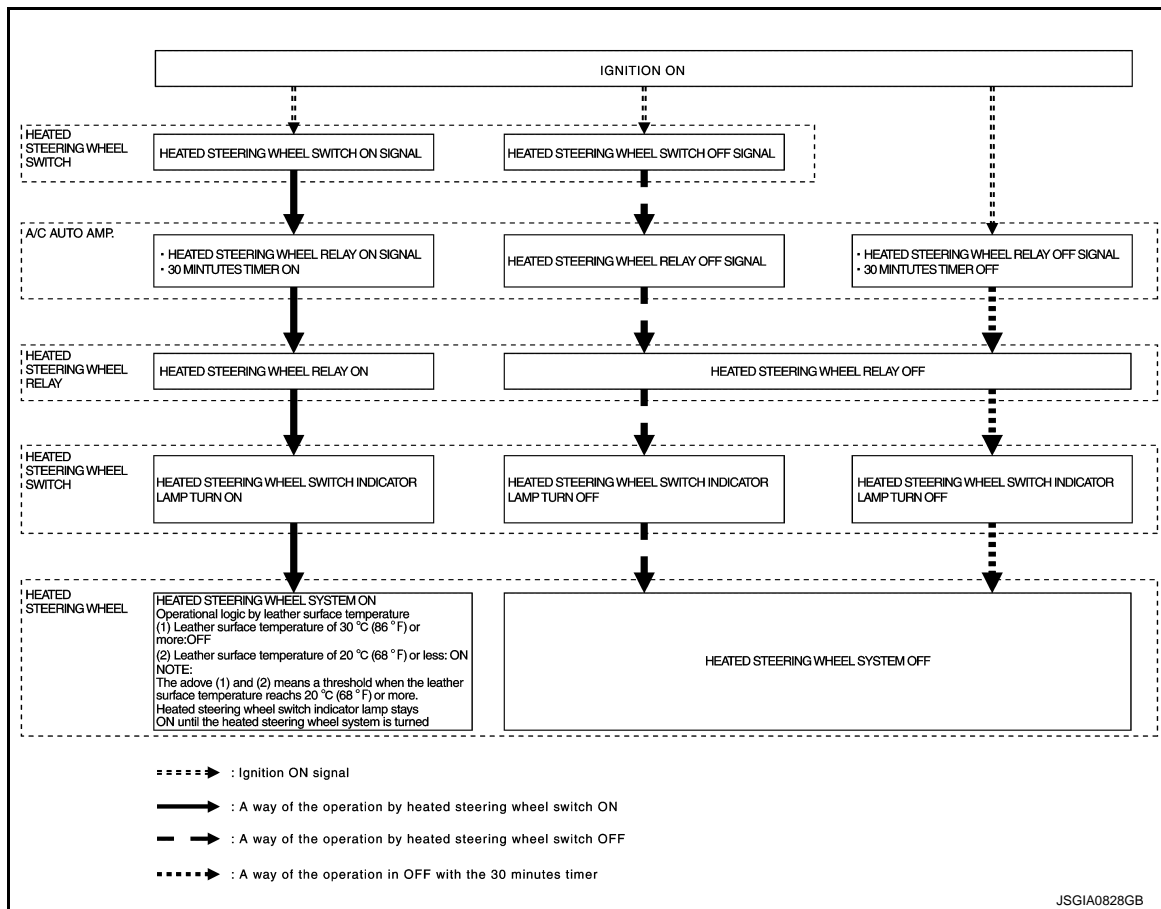 IGNITION ON
HEATED
STEERING WHEEL
SWITCH
HEATED STEERING WHEEL SWITCH ON SIGNAL
HEATED STEERING WHEEL SWITCH OFF SIGNAL
A/C AUTO AMP.
· HEATED STEERING WHEEL RELAY ON SIGNAL
· 30 MINTUTES TIMER ON
HEATED STEERING WHEEL RELAY OFF SIGNAL
· HEATED STEERING WHEEL RELAY OFF SIGNAL
· 30 MINTUTES TIMER OFF
HEATED
STEERING WHEEL
RELAY
HEATED STEERING WHEEL RELAY ON
HEATED STEERING WHEEL RELAY OFF
HEATED
STEERING WHEEL
SWITCH
HEATED STEERING WHEEL SWITCH INDICATOR
LAMP TURN ON
HEATED STEERING WHEEL SWITCH INDICATOR
LAMP TURN OFF
HEATED STEERING WHEEL SWITCH INDICATOR
LAMP TURN OFF
HEATED
STEERING WHEEL
HEATED STEERING WHEEL SYSTEM ON
Operational logic by leather surface temperature
(1) Leather surface temperature of 30 °C (86 °F) or
more:OFF
(2) Leather surface temperature of 20 °C (68 °F) or less: ON
NOTE:
The adove (1) and (2) means a threshold when the leather
surface temperature reachs 20 °C (68 °F) or more.
Heated steering wheel switch indicator lamp stays
ON until the heated steering wheel system is turned
HEATED STEERING WHEEL SYSTEM OFF
: Ignition ON signal
: A way of the operation by heated steering wheel switch ON
: A way of the operation by heated steering wheel switch OFF
: A way of the operation in OFF with the 30 minutes timer
JSGIA0828GB